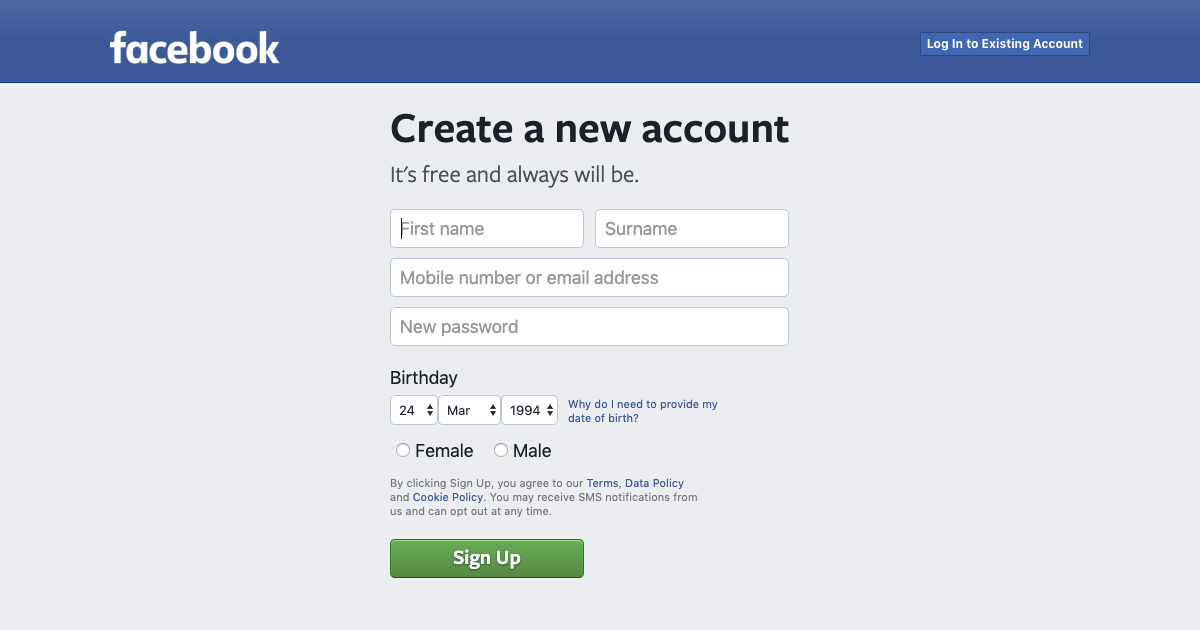 facebook
Log In to Existing Account
Create a new account
It's free and always will be.
First name
Surname
Mobile number or email address
New password
Birthday
24
Mar
1994
Why do I need to provide my
date of birth?
Female
Male
By clicking Sign Up, you agree to our Terms, Data Policy
and Cookie Policy. You may receive SMS notifications from
us and can opt out at any time.
Sign Up